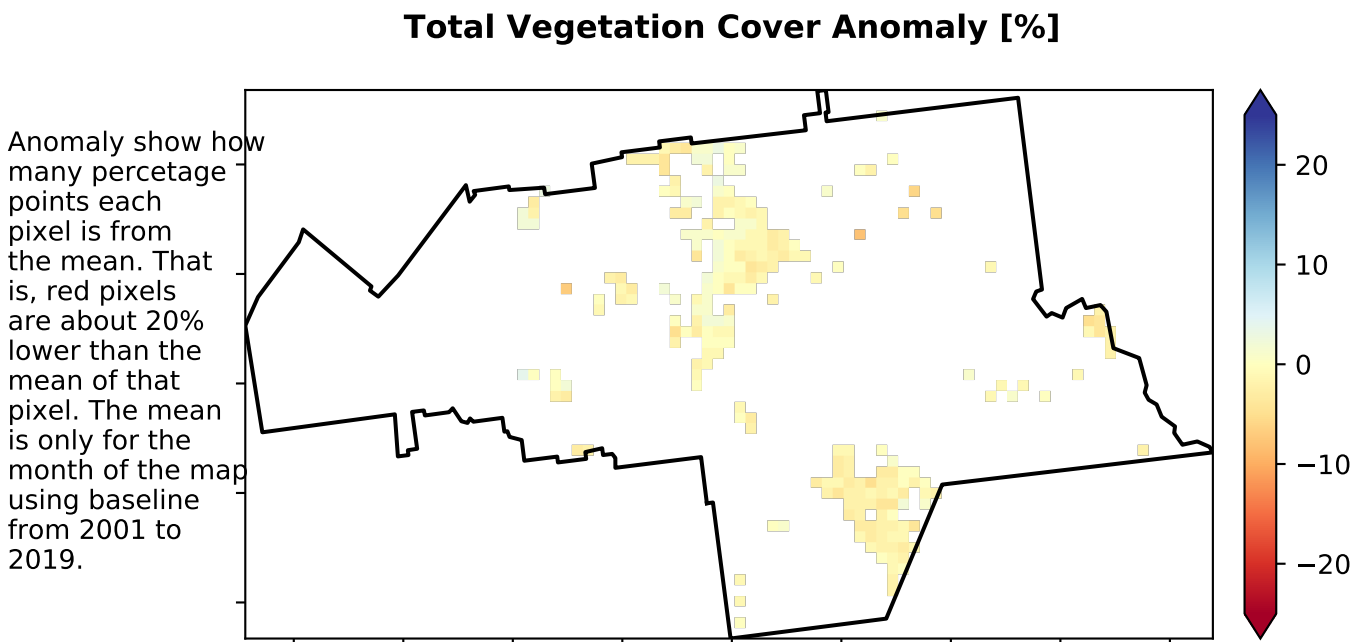 Total Vegetation Cover Anomaly [%]
Anomaly show how
many percetage
points each
pixel is from
the mean. That
is, red pixels
are about 20%
lower than the
mean of that
pixel. The mean
is only for the
month of the map
using baseline
from 2001 to
2019.
20
10
0
−10
−20